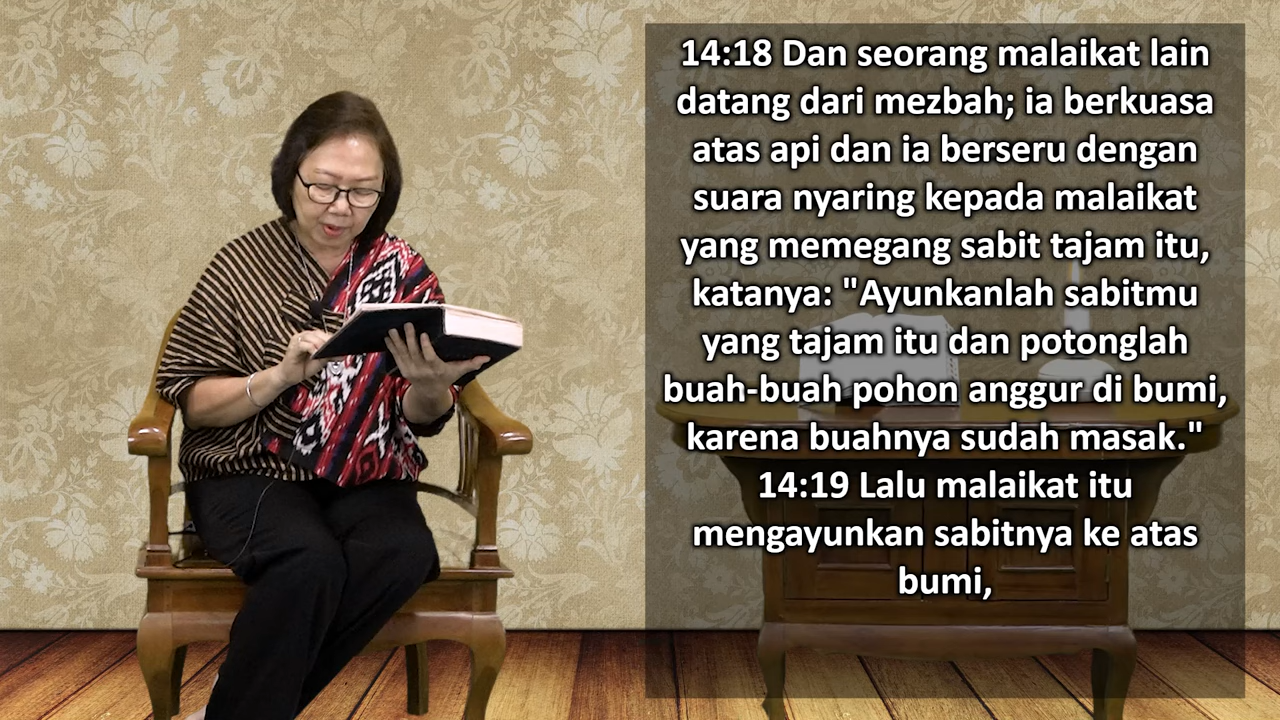 14:18 Dan seorang malaikat lain
datang dari mezbah; ia berkuasa
atas api dan ia berseru dengan
suara nyaring kepada malaikat
yang memegang sabit tajam itu,
katanya: "Ayunkanlah sabitmu
yang tajam itu dan potonglah
buah-buah pohon anggur di bumi,
karena buahnya sudah masak."
14:19 Lalu malaikat itu
mengayunkan sabitnya ke atas
bumi,